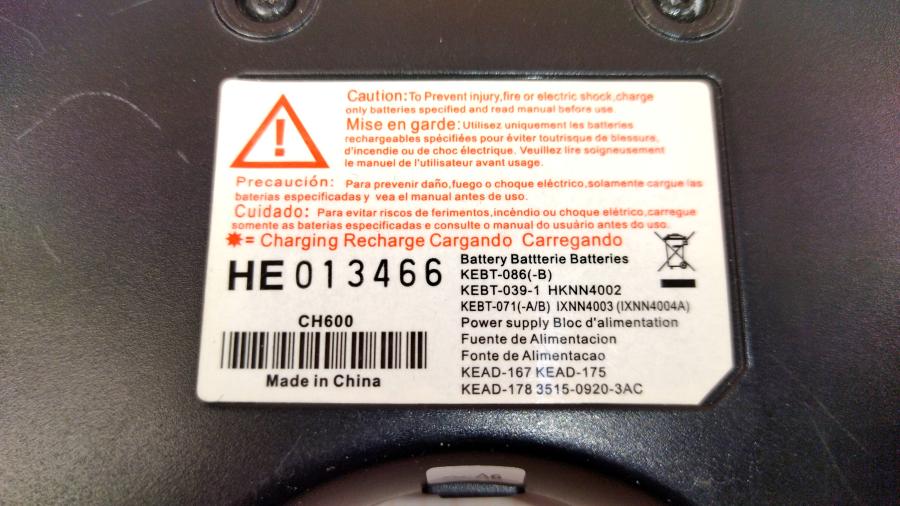 Caution:To Prevent injury,fire or electric shock,charge
only batteries specified and read manual before use.
Mise en garde: Utilisez uniquement les batteries
rechargeables spécifiées pour éviter toutrisque de blessure,
d'incendie ou de choc électrique. Veuillez lire soigneusement
le manuel de l'utilisateur avant usage.
Precaución: Para prevenir daño,fuego o choque eléctrico,solamente cargue las
baterias especificadas y vea el manual antes de uso.
Cuidado: Para evitar riscos de ferimentos,incêndio ou choque elétrico,carregue
somente as baterias especificadas e consulte o manual do usuário antes do uso.
= Charging Recharge Cargando Carregando
HE013466
CH600
Made in China
Battery Battterie Batteries
KEBT-086(-B)
KEBT-039-1 HKNN4002
KEBT-071(-A/B) IXNN4003 (IXNN4004A)
Power supply Bloc d'alimentation
Fuente de Alimentacion
Fonte de Alimentacao
KEAD-167 KEAD-175
KEAD-178 3515-0920-3AC